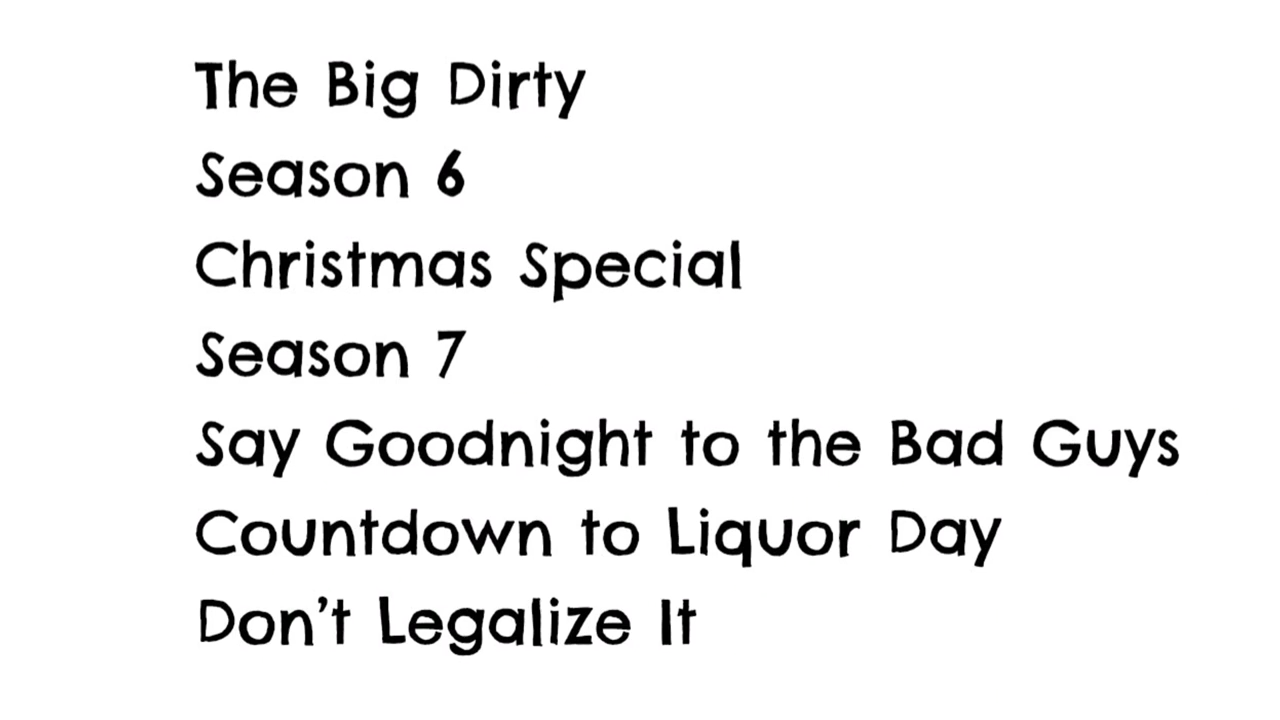 The Big Dirty
Season 6
Christmas Special
Season 7
Say Goodnight to the Bad Guys
Countdown to Liquor Day
Don’t Legalize It